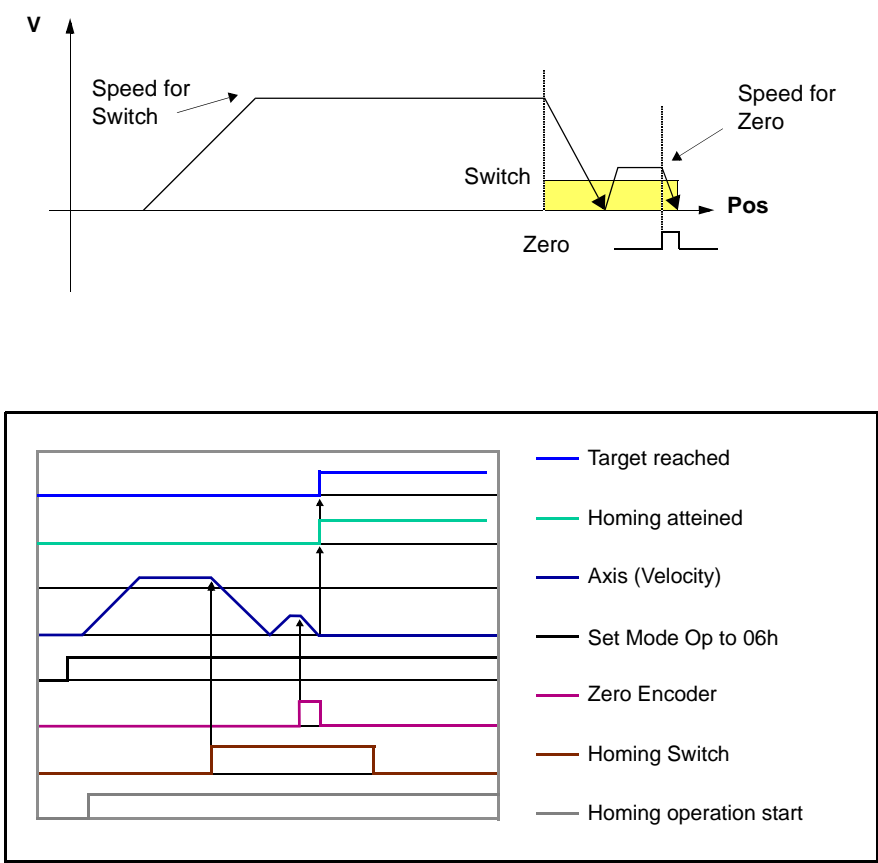 V
Speed for
Switch
Speed for
Zero
Switch
Pos
Zero
Target reached
Homing atteined
Axis (Velocity)
Set Mode Op to 06h
Zero Encoder
Homing Switch
Homing operation start